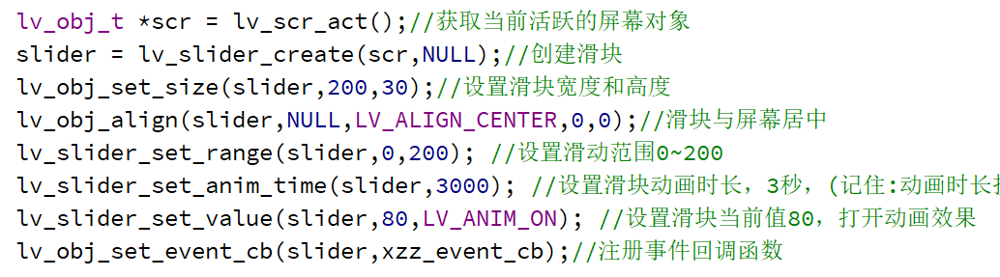 lv_obj_t *scr = lv_scr_act();//获取当前活跃的屏幕对象
slider = lv_slider_create(scr,NULL);//创建滑块
lv_obj_set_size(slider,200,30);//设置滑块宽度和高度
lv_obj_align(slider,NULL,LV_ALIGN_CENTER,0,0);//滑块与屏幕居中
lv_slider_set_range(slider,0,200); //设置滑动范围0~200
lv_slider_set_anim_time(slider,3000); //设置滑块动画时长，3秒，(记住:动画时长
lv_slider_set_value(slider,80,LV_ANIM_ON); //设置滑块当前值80，打开动画效果
lv_obj_set_event_cb(slider,xzz_event_cb);//注册事件回调函数